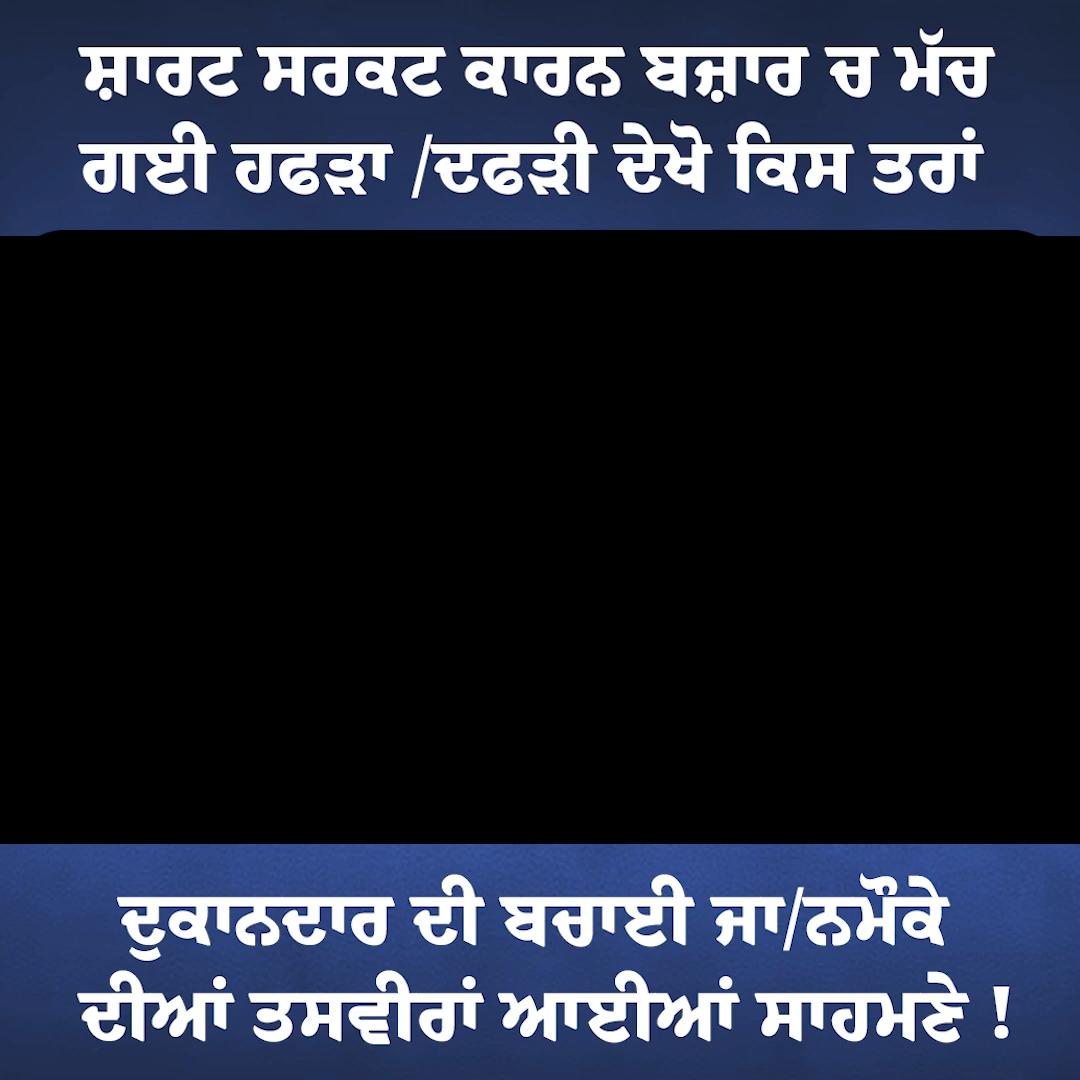 ਸ਼ਾਰਟ ਸਰਕਟ ਕਾਰਨ ਬਜ਼ਾਰ ਚ ਮੱਚ
ਗਈ ਹਫੜਾ /ਦਫੜੀ ਦੇਖੋ ਕਿਸ ਤਰਾਂ
ਦੁਕਾਨਦਾਰ ਦੀ ਬਚਾਈ ਜਾ/ਨਮੌਕੇ
ਦੀਆਂ ਤਸਵੀਰਾਂ ਆਈਆਂ ਸਾਹਮਣੇ !